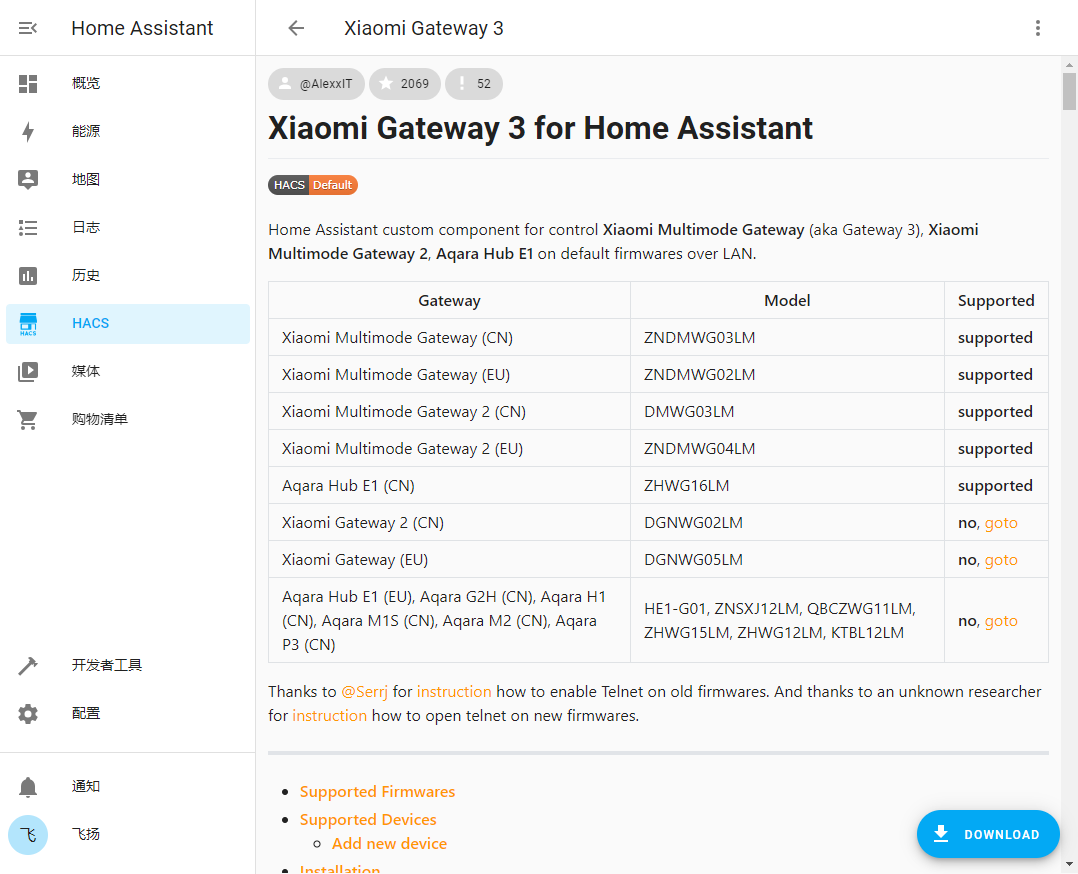 Home Assistant
概览
能源
地图
日志
历史
HACS
HACS
媒体
购物清单
开发者工具
配置
通知
飞
飞扬
Xiaomi Gateway 3
@AlexxIT
2069
52
Xiaomi Gateway 3 for Home Assistant
HACS Default
Home Assistant custom component for control Xiaomi Multimode Gateway (aka Gateway 3), Xiaomi
Multimode Gateway 2, Aqara Hub E1 on default firmwares over LAN.
Gateway Model Supported
Xiaomi Multimode Gateway (CN) ZNDMWG03LM supported
Xiaomi Multimode Gateway (EU) ZNDMWG02LM supported
Xiaomi Multimode Gateway 2 (CN) DMWG03LM supported
Xiaomi Multimode Gateway 2 (EU) ZNDMWG04LM supported
Aqara Hub E1 (CN) ZHWG16LM supported
Xiaomi Gateway 2 (CN) DGNWG02LM no, goto
Xiaomi Gateway (EU) DGNWG05LM no, goto
Aqara Hub E1 (EU), Aqara G2H (CN), Aqara H1
(CN), Aqara M1S (CN), Aqara M2 (CN), Aqara
P3 (CN)
HE1-G01, ZNSXJ12LM, QBCZWG11LM,
ZHWG15LM, ZHWG12LM, KTBL12LM
no, goto
Thanks to @Serrj for instruction how to enable Telnet on old firmwares. And thanks to an unknown researcher
for instruction how to open telnet on new firmwares.
Supported Firmwares
Supported Devices
Add new device
Installation
DOWNLOAD